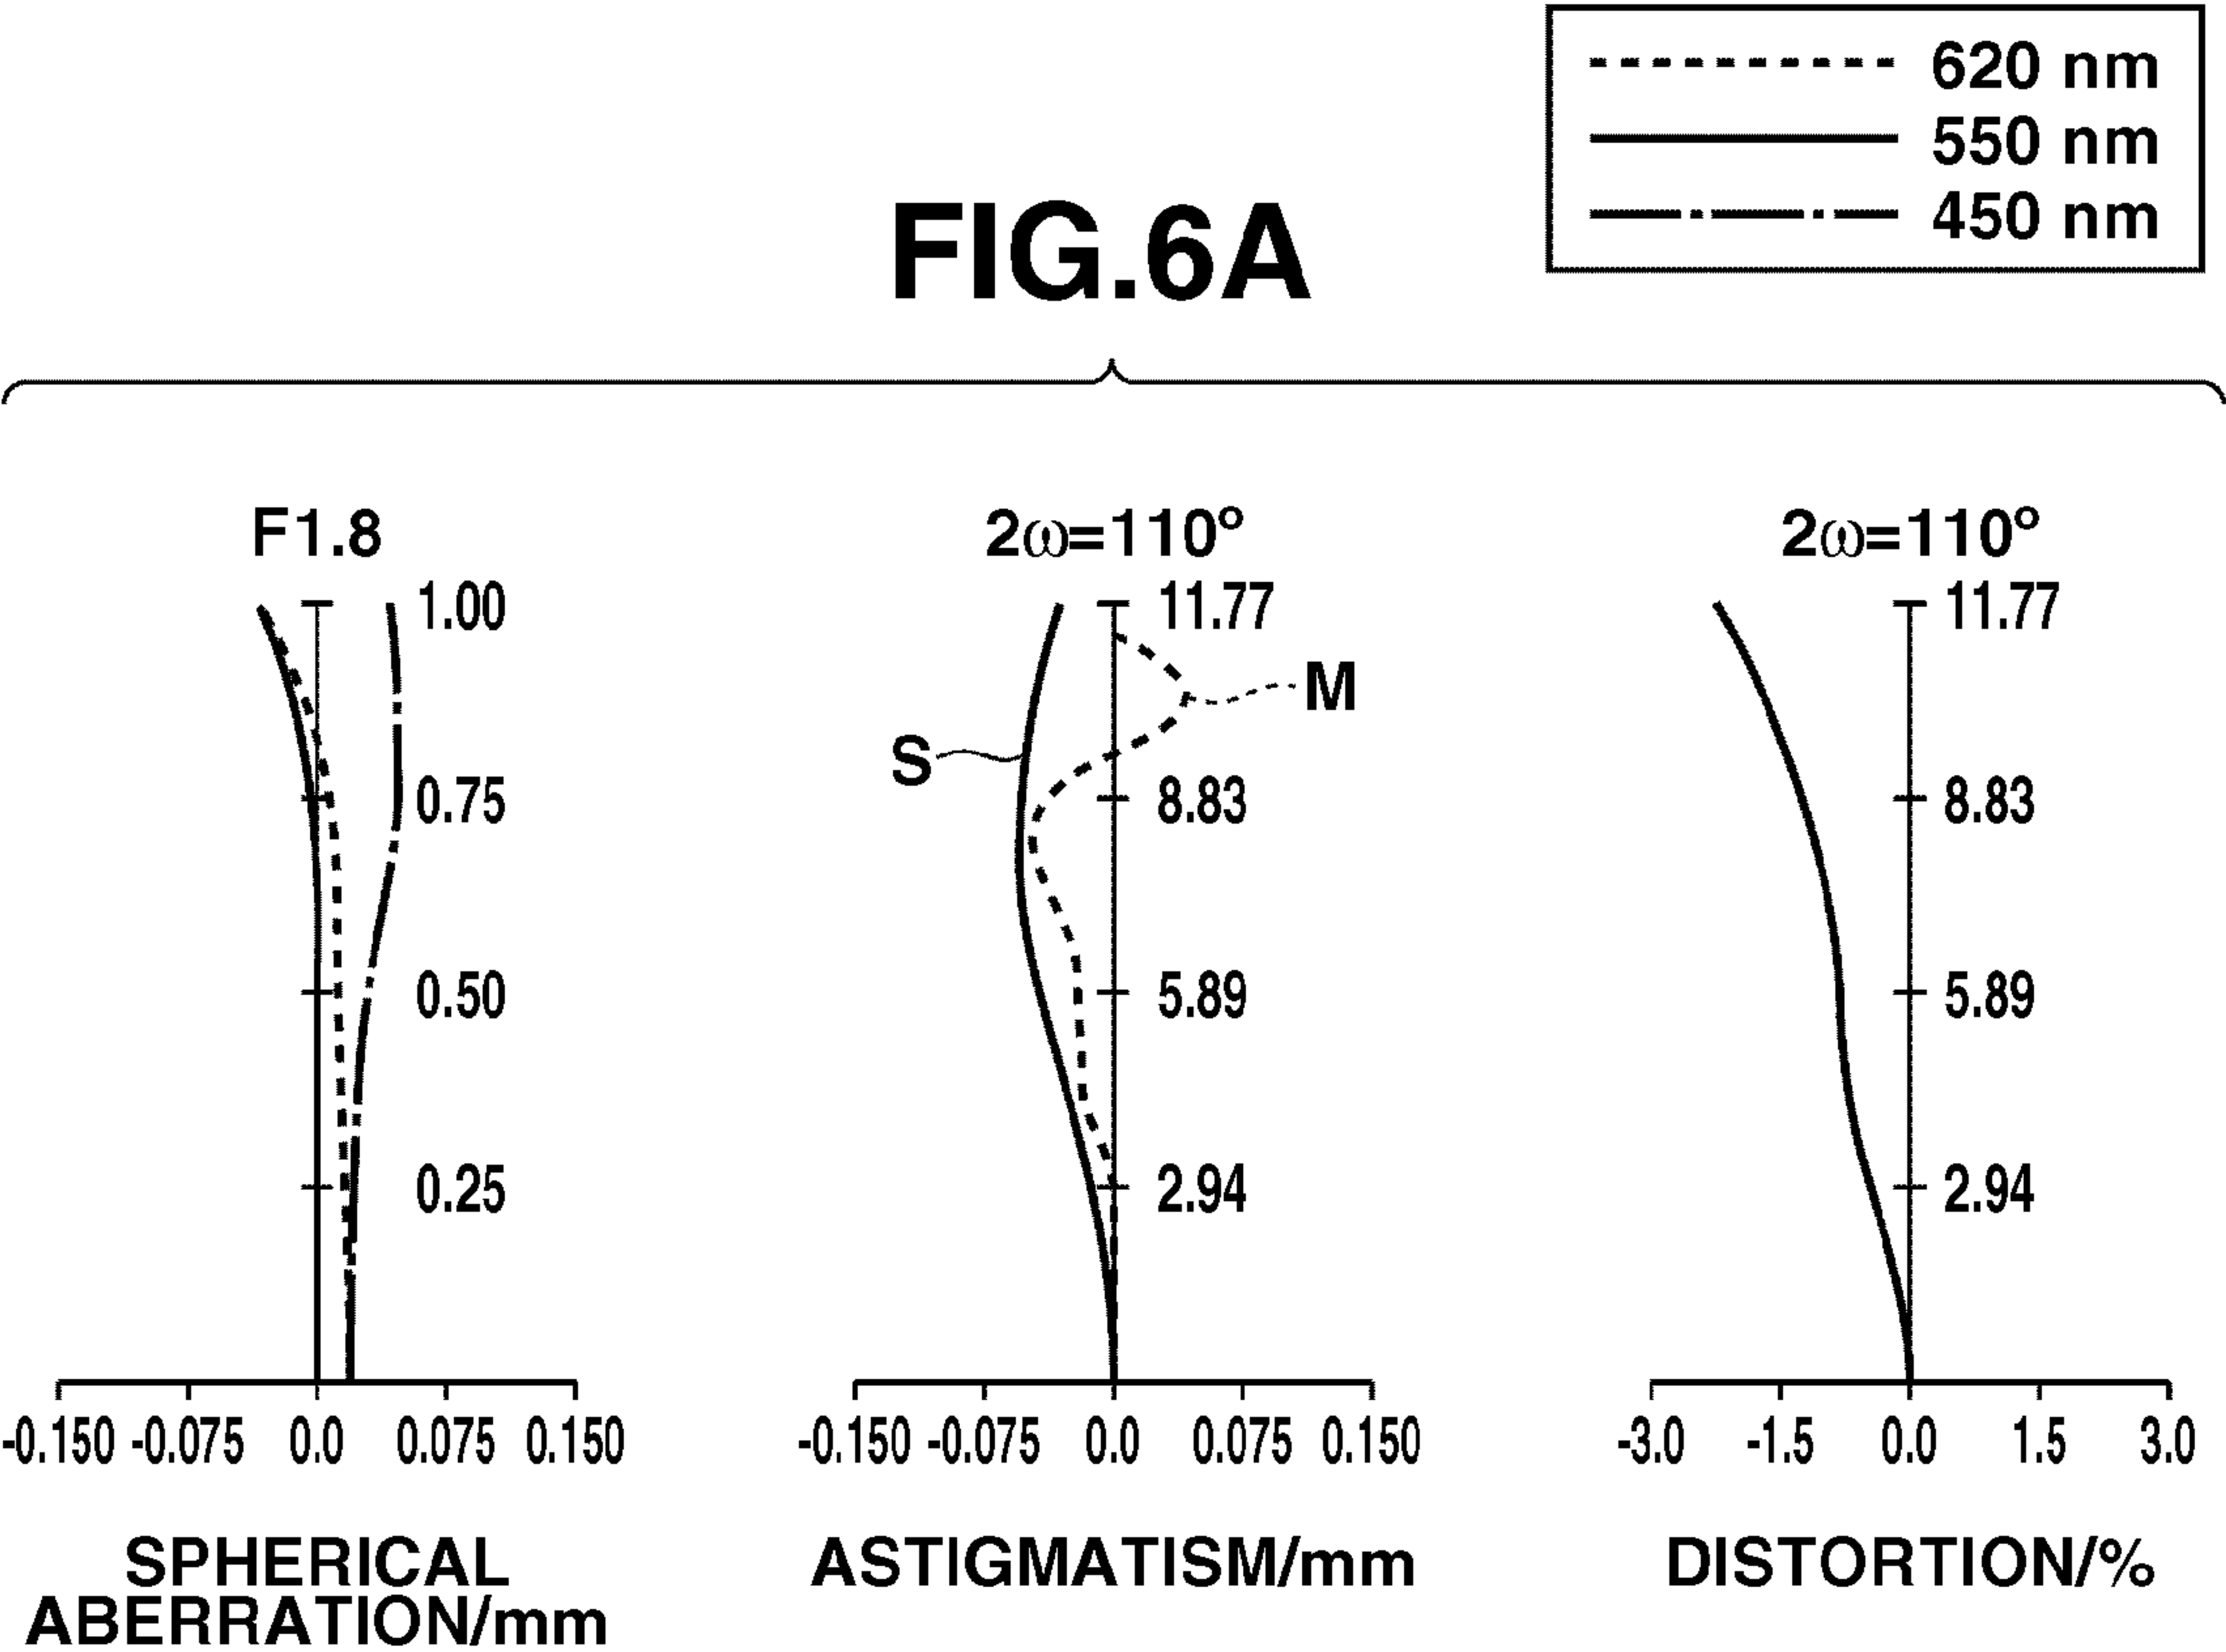 620 nm
550 nm
450 nm
FIG.6A
F1.8
1.00
0.75
0.50
0.25
-0.150 -0.075 0.0 0.075 0.150
SPHERICAL
ABERRATION/mm
2ω=110°
11.77
M
S
8.83
5.89
2.94
-0.150 -0.075 0.0 0.075 0.150
ASTIGMATISM/mm
2ω=110°
11.77
8.83
5.89
2.94
-3.0 -1.5 0.0 1.5 3.0
DISTORTION/%